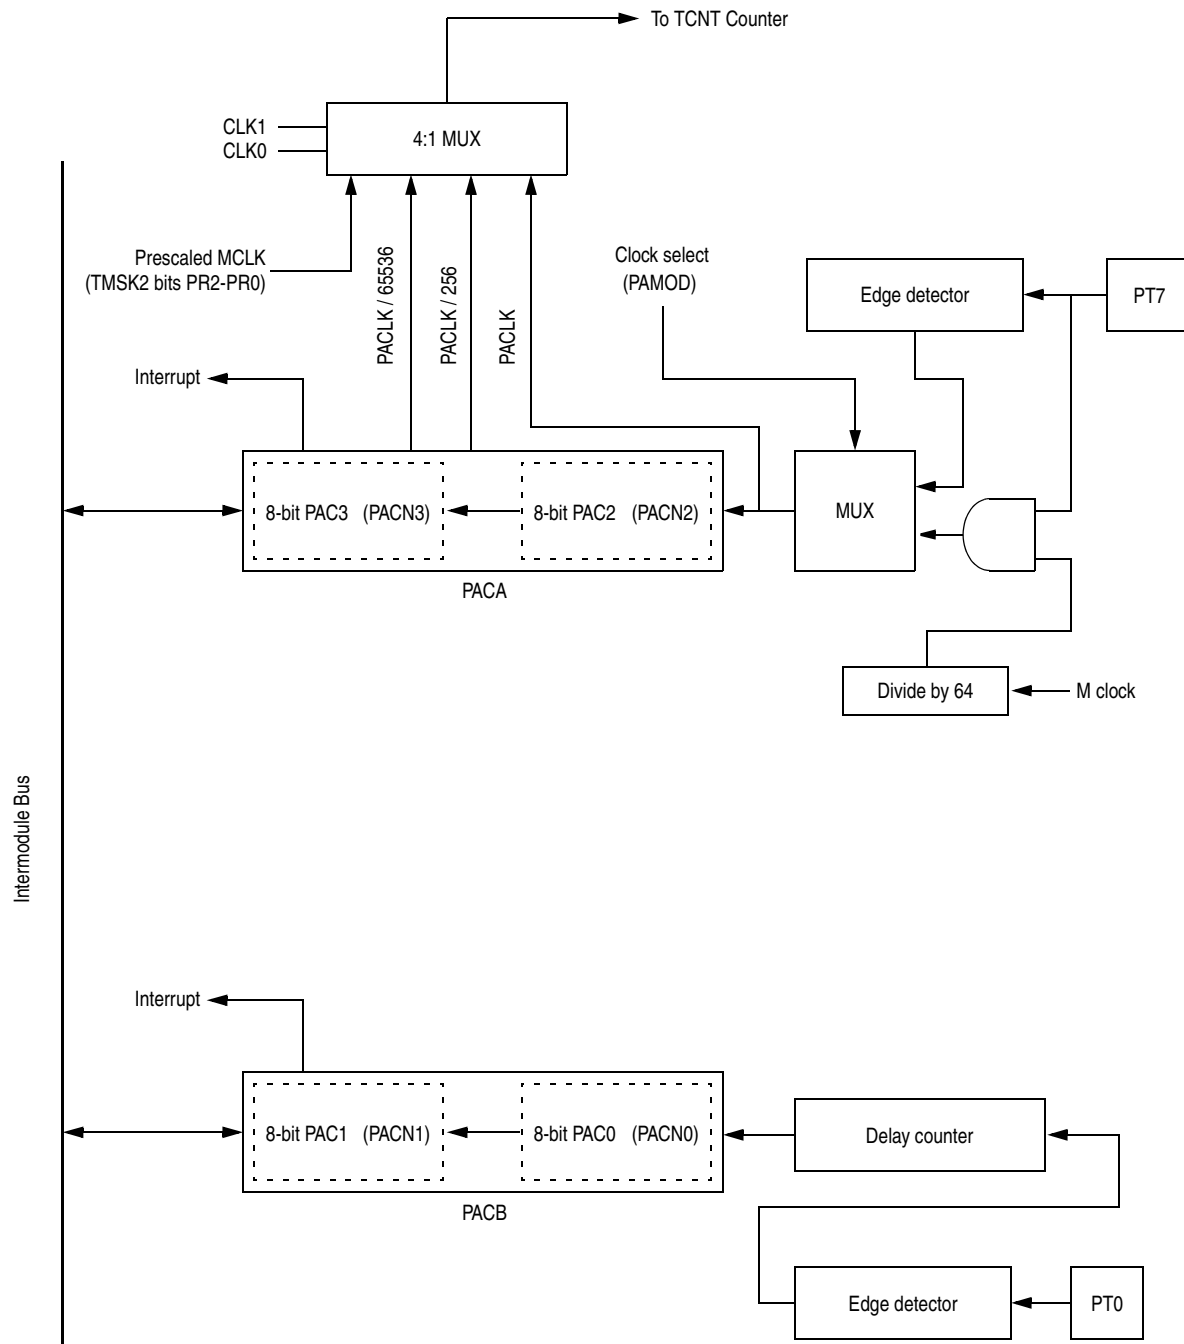 To TCNT Counter
CLK1
CLK0
4:1 MUX
Prescaled MCLK
(TMSK2 bits PR2-PR0)
PACLK / 65536
PACLK / 256
PACLK
Clock select
(PAMOD)
Edge detector
PT7
Interrupt
8-bit PAC3 (PACN3)
8-bit PAC2 (PACN2)
MUX
PACA
Divide by 64
M clock
Intermodule Bus
Interrupt
8-bit PAC1 (PACN1)
8-bit PAC0 (PACN0)
Delay counter
PACB
Edge detector
PT0